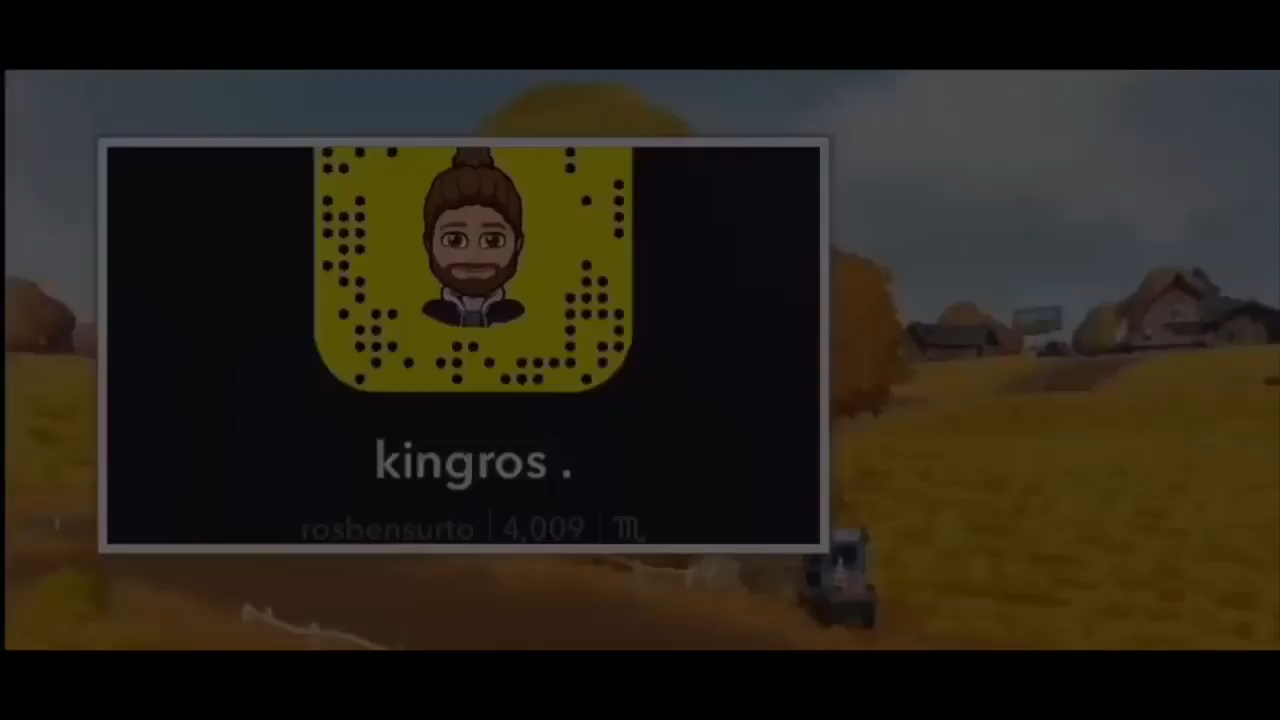 kingros .
rosbensurto | 4,009 | ♏